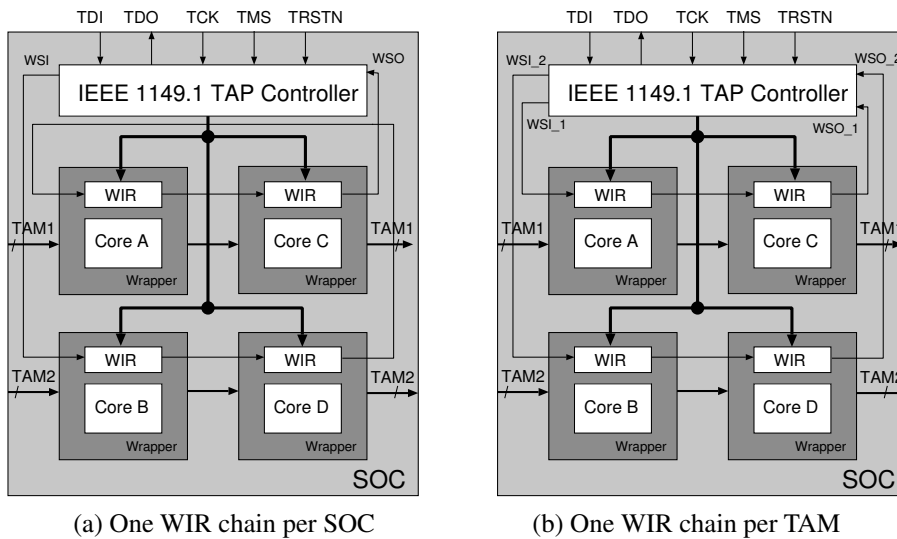 TDI TDO TCK TMS TRSTN
WSI
WSO
IEEE 1149.1 TAP Controller
WIR
WIR
TAM1
Core A
Core C
TAM1
Wrapper
Wrapper
WIR
WIR
TAM2
Core B
Core D
TAM2
Wrapper
Wrapper
SOC
(a) One WIR chain per SOC
TDI TDO TCK TMS TRSTN
WSI_2
WSO_2
IEEE 1149.1 TAP Controller
WSI_1
WSO_1
WIR
WIR
TAM1
Core A
Core C
TAM1
Wrapper
Wrapper
WIR
WIR
TAM2
Core B
Core D
TAM2
Wrapper
Wrapper
SOC
(b) One WIR chain per TAM